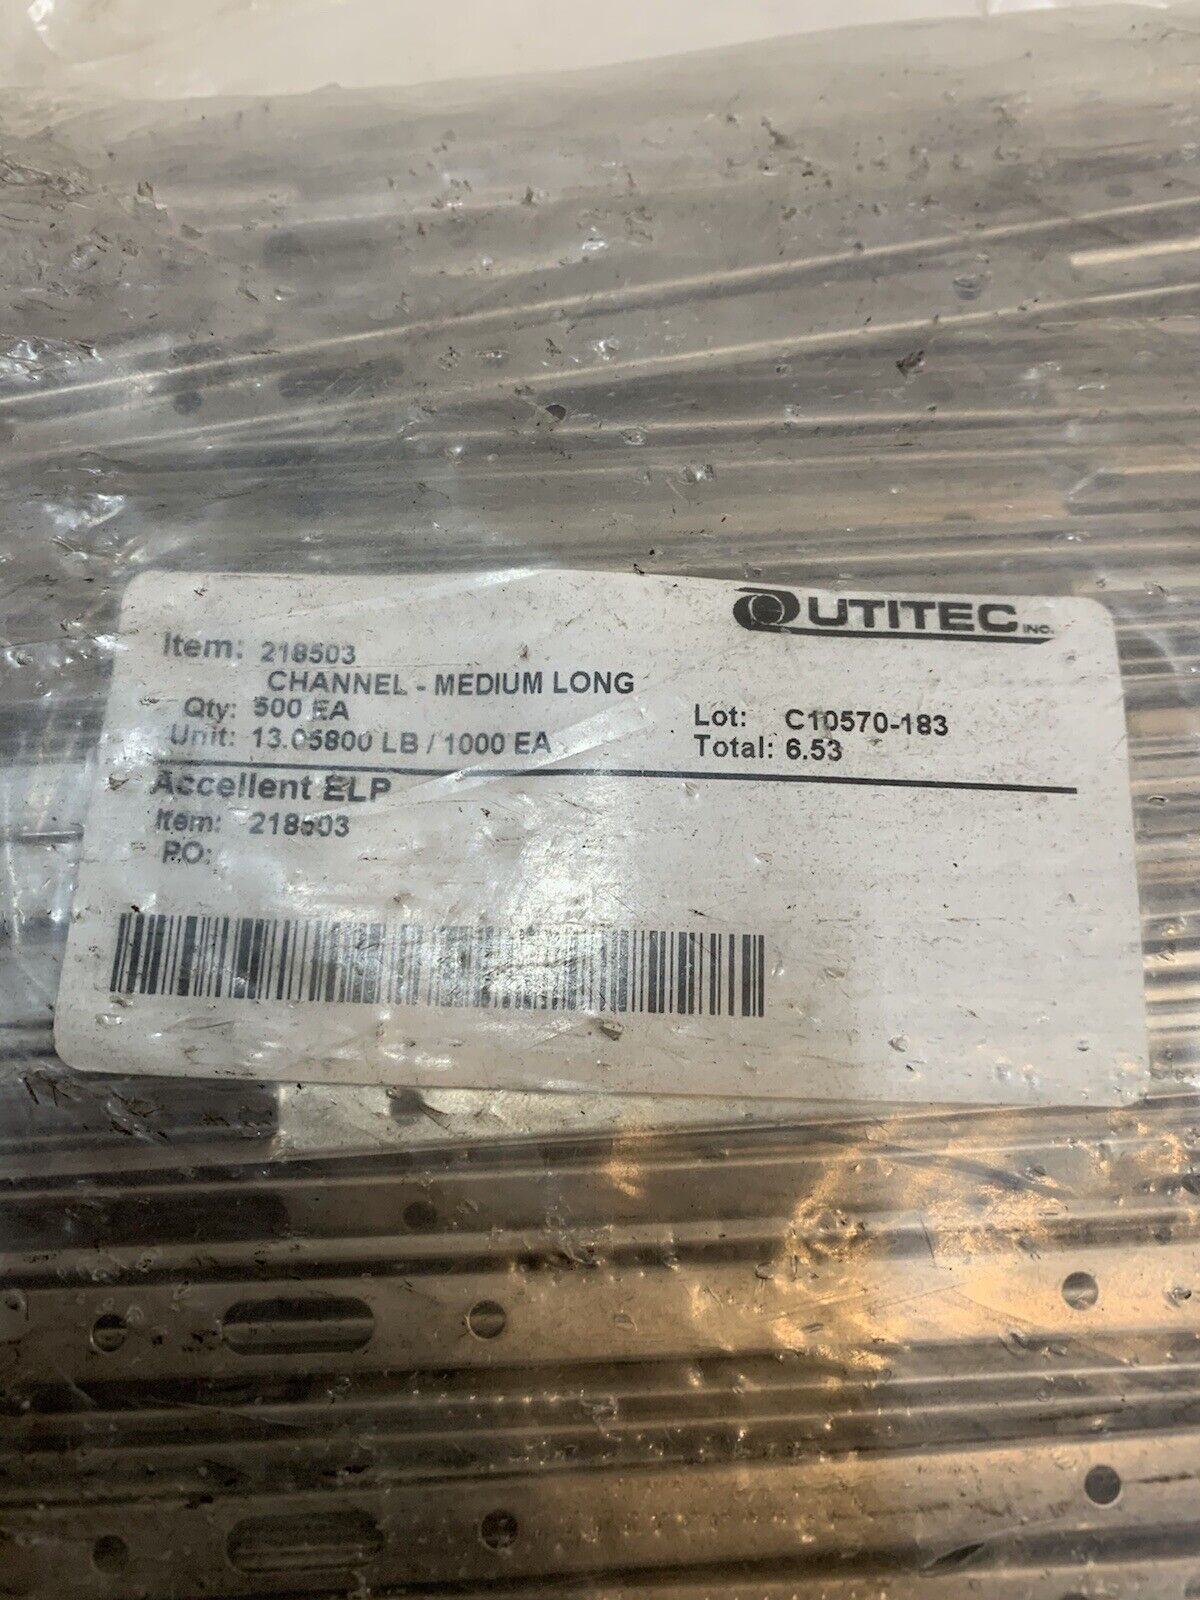 UTITEC INC.
Item: 218503
CHANNEL - MEDIUM LONG
Qty: 500 EA
Lot: C10570-183
Unit: 13.05800 LB / 1000 EA
Total: 6.53
Accellent ELP
Item: 218503
PO: